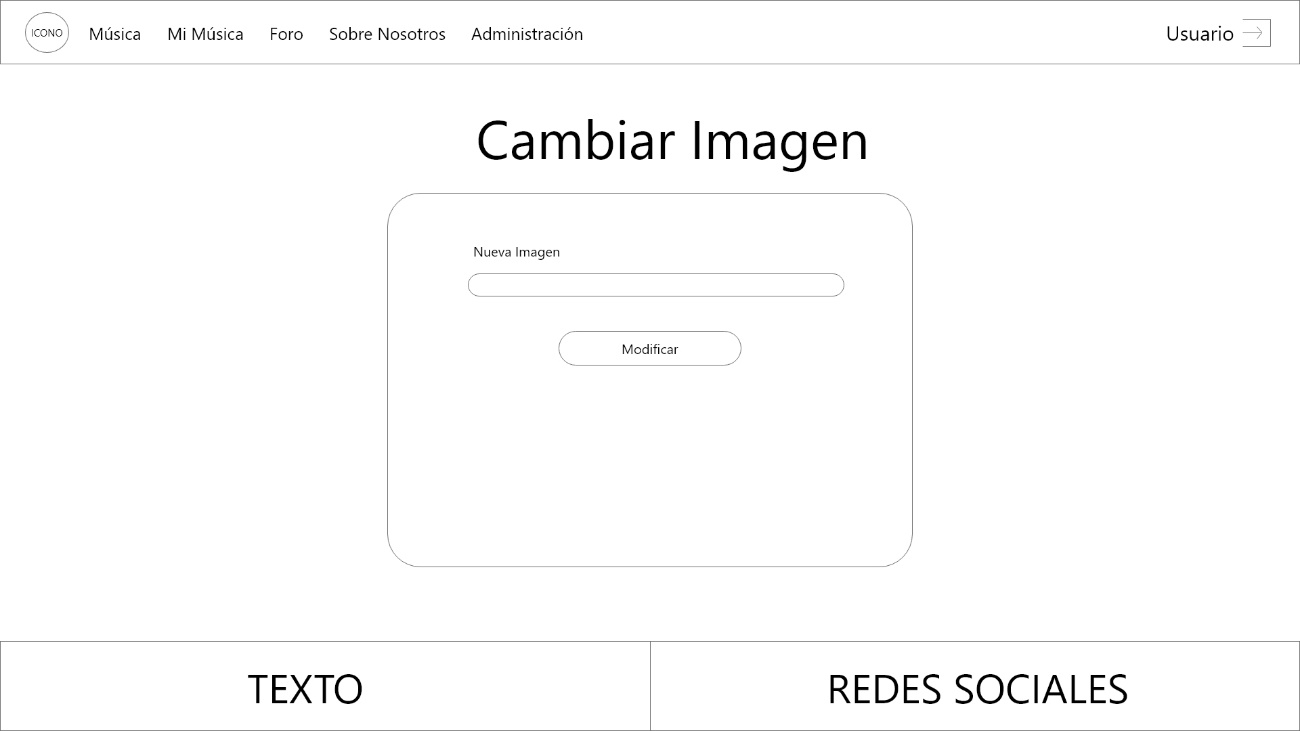 ICONO Música Mi Música Foro Sobre Nosotros Administración Usuario
Cambiar Imagen
Nueva Imagen
Modificar
TEXTO REDES SOCIALES